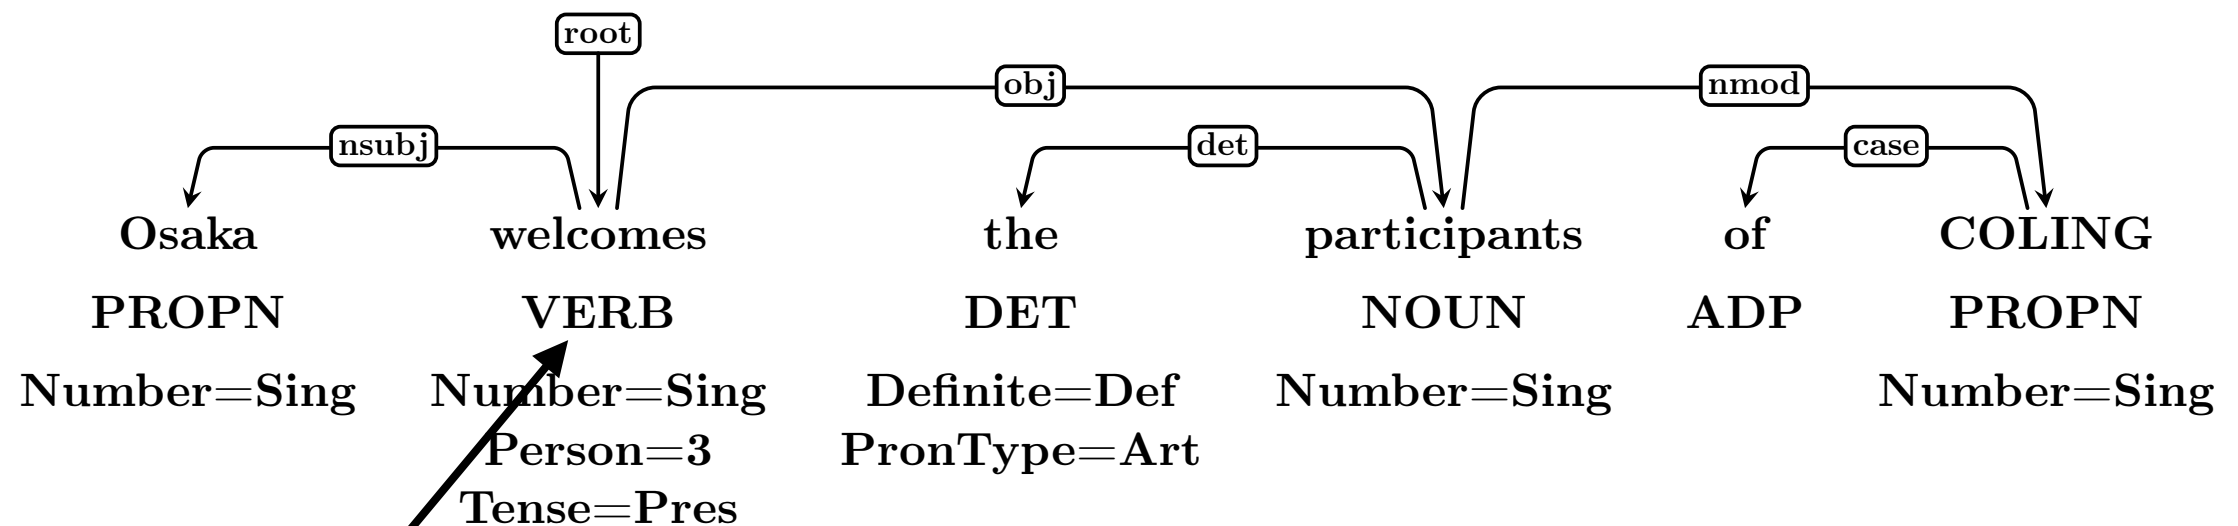 root
obj nmod
nsubj det case
Osaka welcomes the participants of COLING
PROPN VERB DET NOUN ADP PROPN
Number=Sing Number=Sing Definite=Def Number=Sing Number=Sing
Person=3 PronType=Art
Tense=Pres